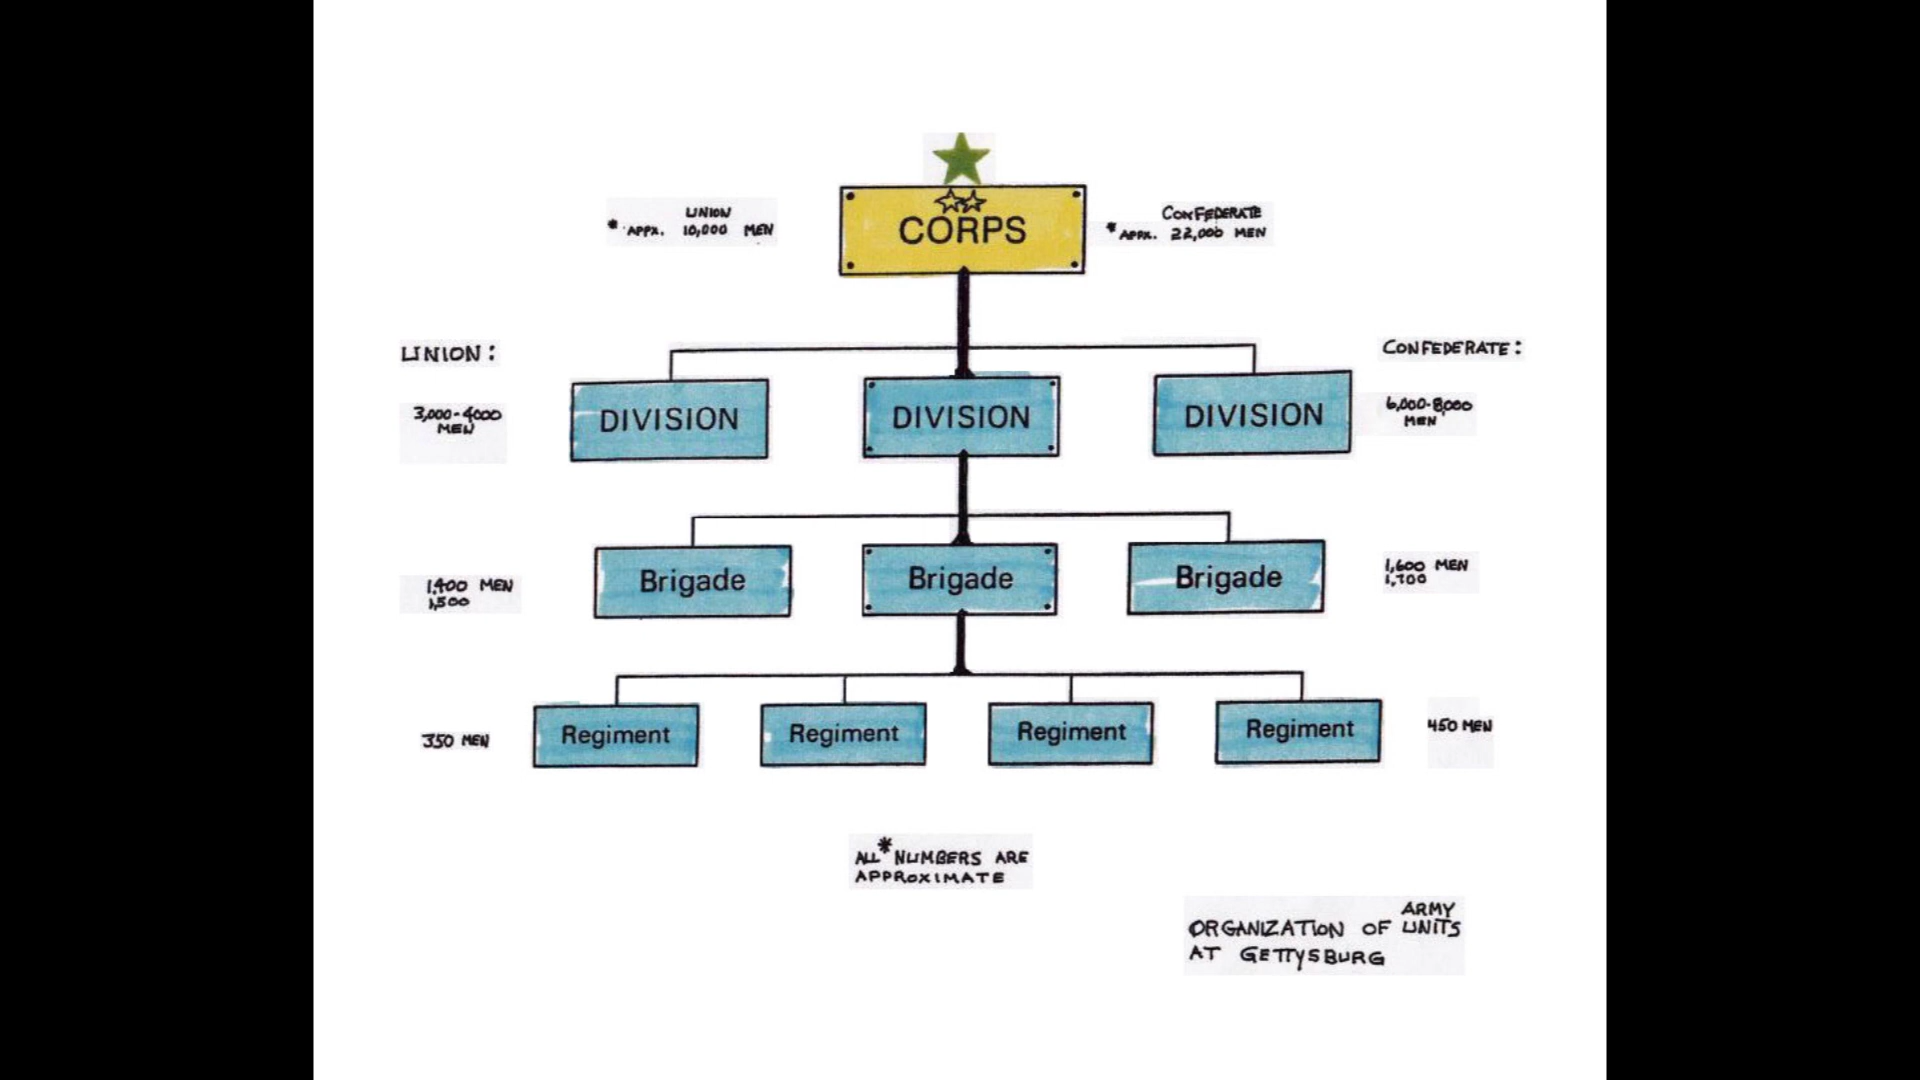 UNION
* APPX. 10,000 MEN
CORPS
CONFEDERATE
* APPX. 22,000 MEN
UNION:
CONFEDERATE:
3,000-4000
MEN
DIVISION
DIVISION
DIVISION
6,000-8,000
MEN
1,400 MEN
1,500
Brigade
Brigade
Brigade
1,600 MEN
1,700
350 MEN
Regiment
Regiment
Regiment
Regiment
450 MEN
ALL * NUMBERS ARE
APPROXIMATE
ARMY
ORGANIZATION OF UNITS
AT GETTYSBURG